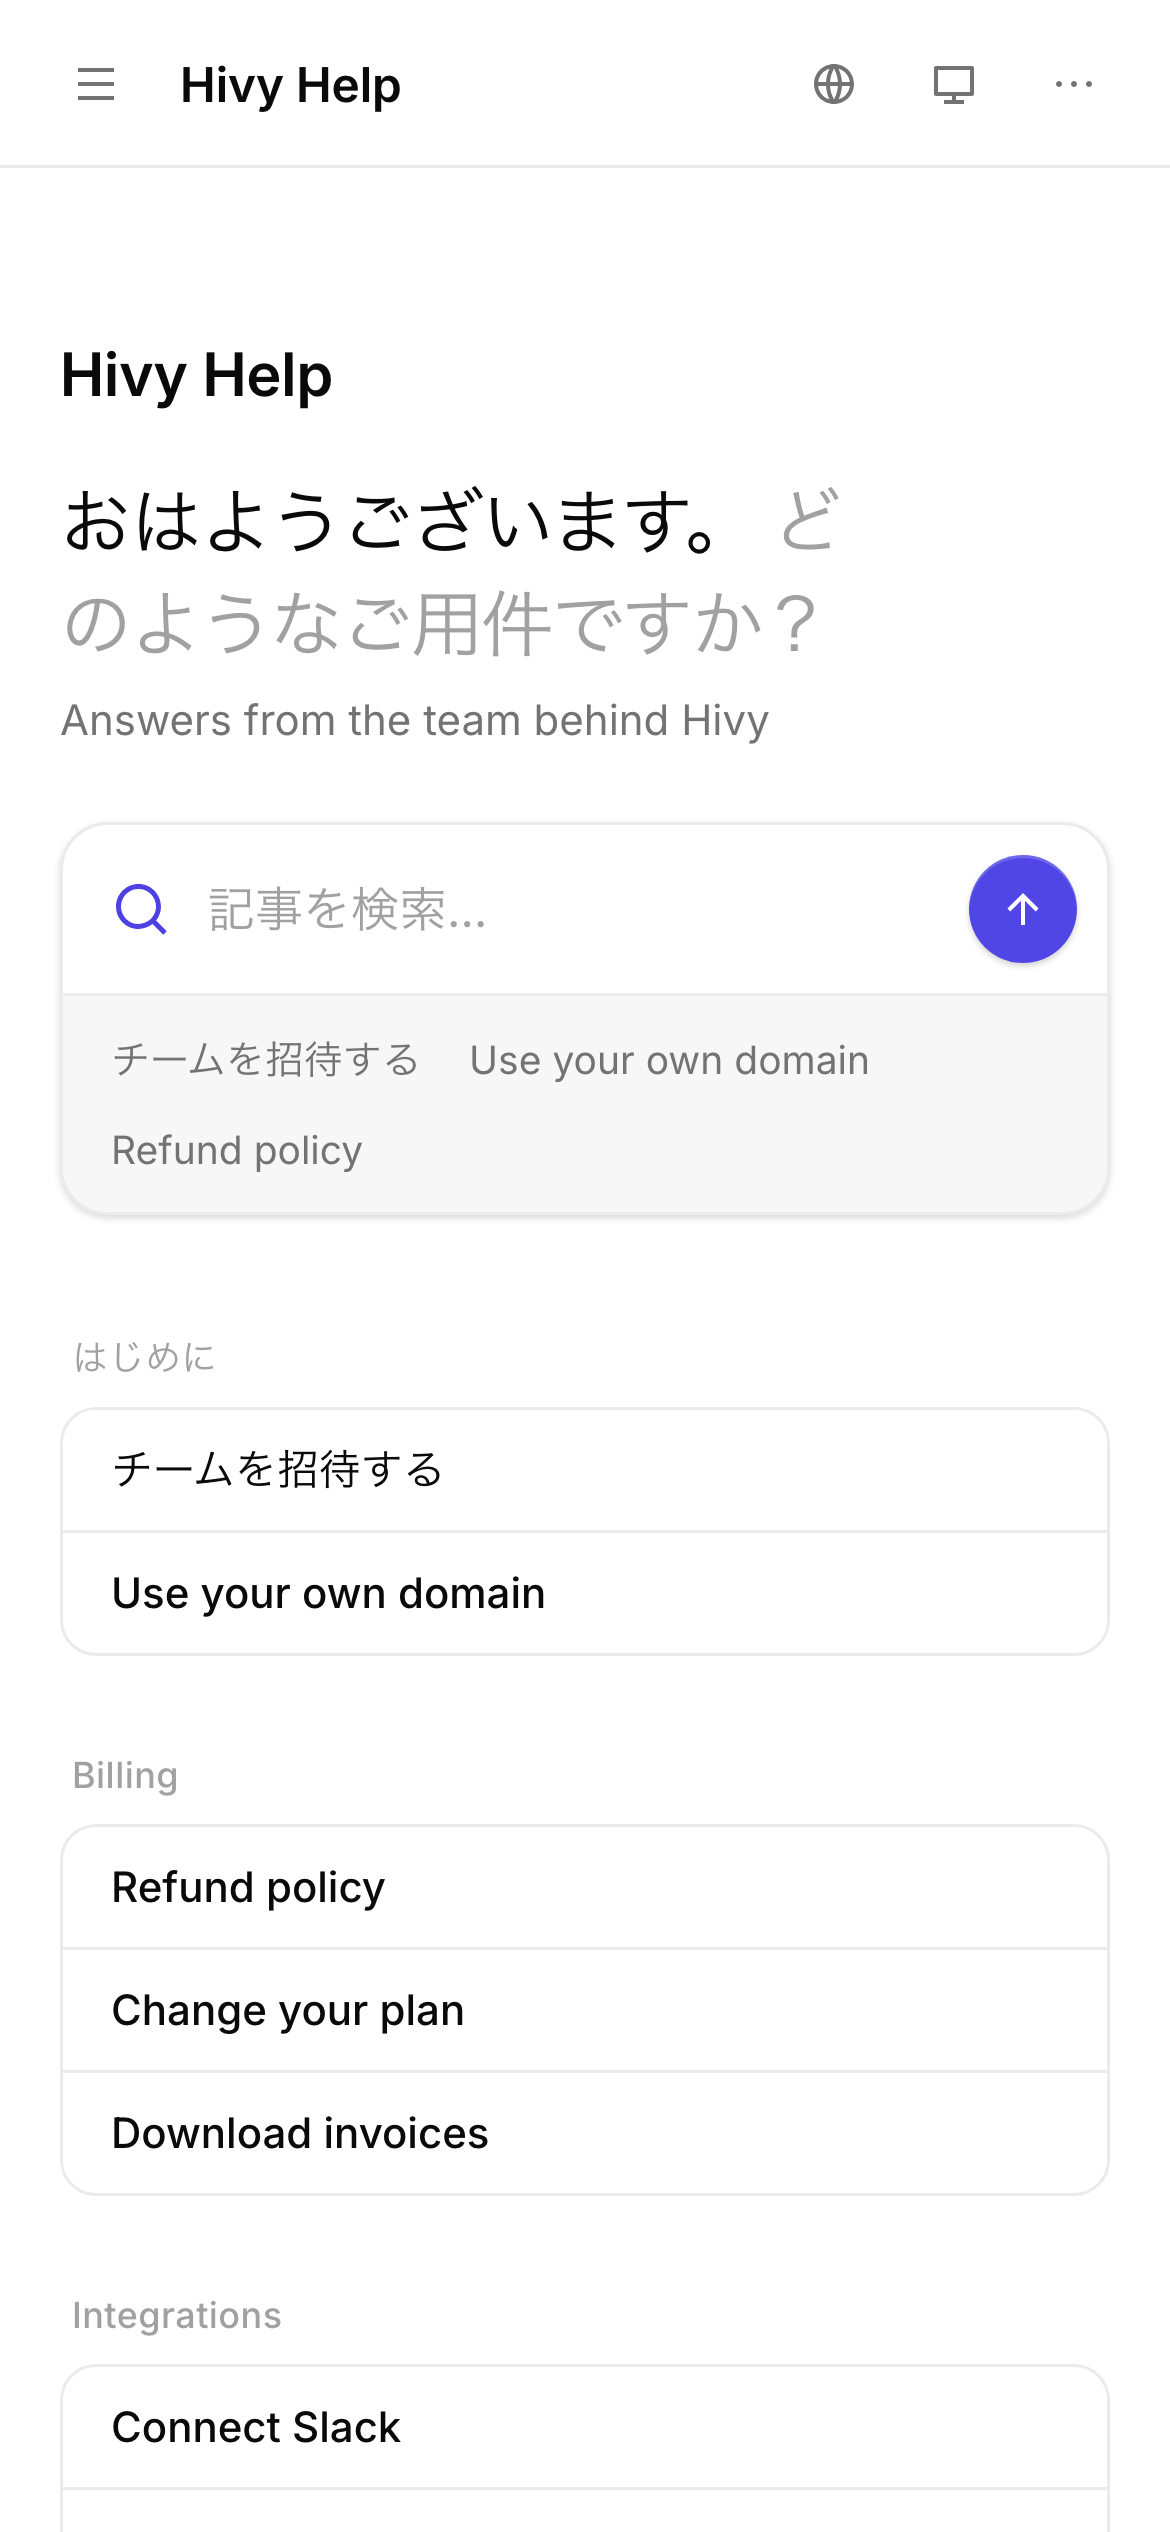 Hivy Help
Hivy Help
おはようございます。 ど
のようなご用件ですか？
Answers from the team behind Hivy
記事を検索...
チームを招待する Use your own domain
Refund policy
はじめに
チームを招待する
Use your own domain
Billing
Refund policy
Change your plan
Download invoices
Integrations
Connect Slack